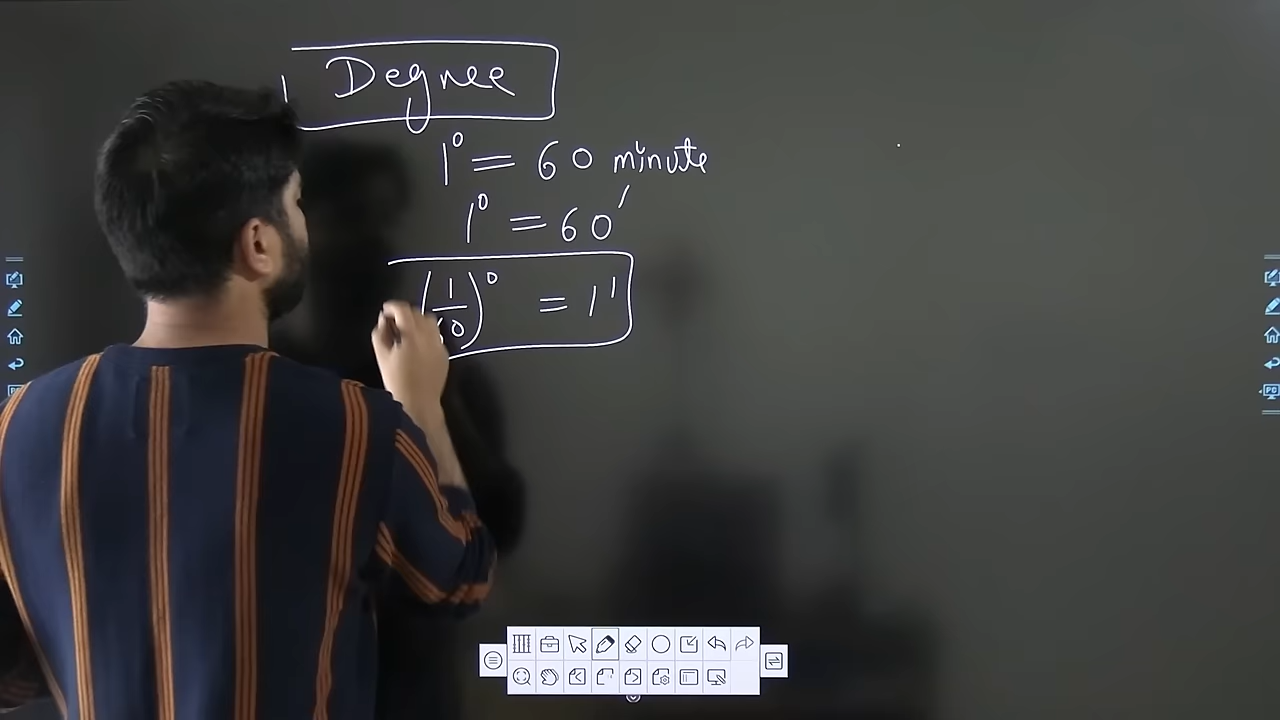 Degree
1° = 60 minute
1° = 60′
(1/60)° = 1′